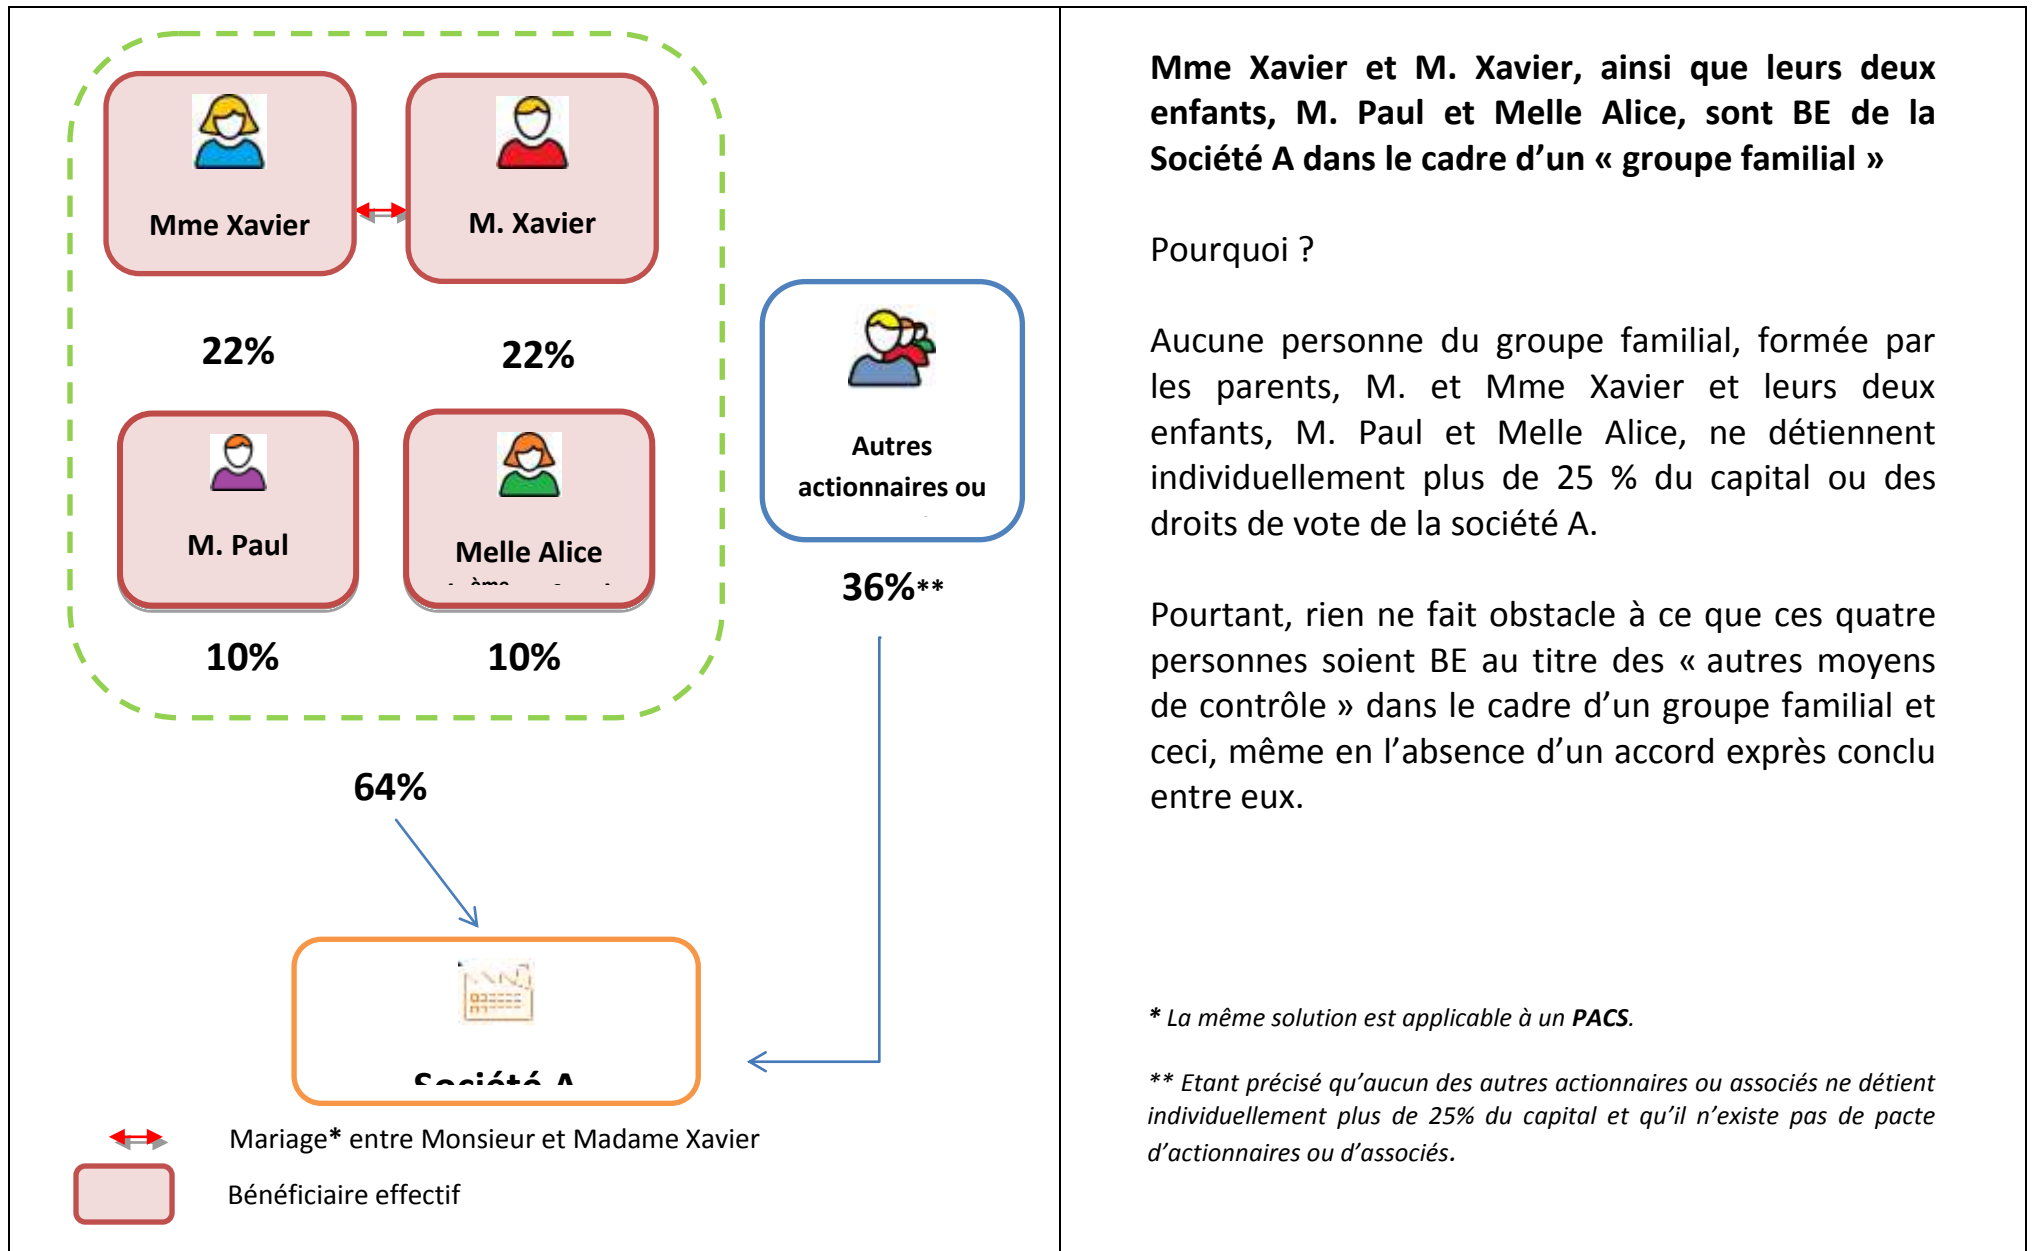 Mme Xavier
M. Xavier
22%
22%
M. Paul
Melle Alice
10%
10%
64%
Autres
actionnaires ou
36%**
Société A
Mariage* entre Monsieur et Madame Xavier
Bénéficiaire effectif
Mme Xavier et M. Xavier, ainsi que leurs deux
enfants, M. Paul et Melle Alice, sont BE de la
Société A dans le cadre d’un « groupe familial »
Pourquoi ?
Aucune personne du groupe familial, formée par
les parents, M. et Mme Xavier et leurs deux
enfants, M. Paul et Melle Alice, ne détiennent
individuellement plus de 25 % du capital ou des
droits de vote de la société A.
Pourtant, rien ne fait obstacle à ce que ces quatre
personnes soient BE au titre des « autres moyens
de contrôle » dans le cadre d’un groupe familial et
ceci, même en l’absence d’un accord exprès conclu
entre eux.
* La même solution est applicable à un PACS.
** Etant précisé qu’aucun des autres actionnaires ou associés ne détient
individuellement plus de 25% du capital et qu’il n’existe pas de pacte
d’actionnaires ou d’associés.